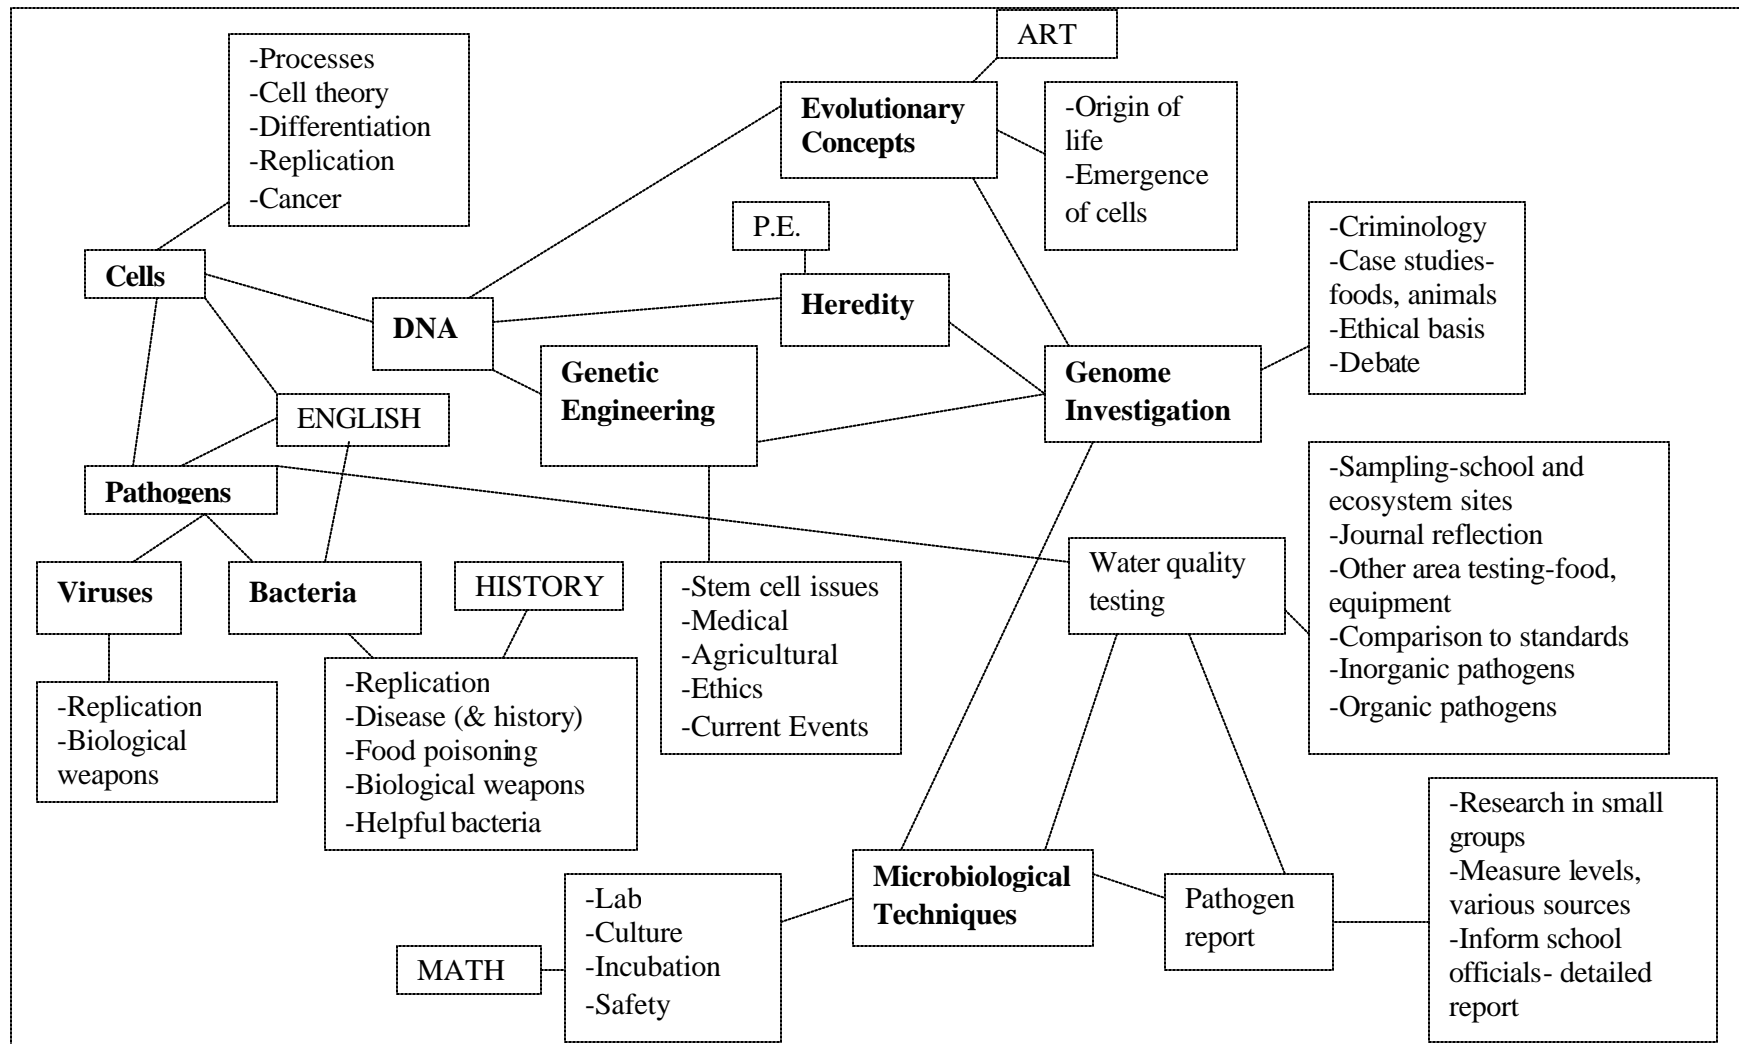 ART
-Processes
-Cell theory
-Differentiation
-Replication
-Cancer
Evolutionary
Concepts
-Origin of
life
-Emergence
of cells
P.E.
-Criminology
-Case studies-
foods, animals
-Ethical basis
-Debate
Cells
Heredity
DNA
Genetic
Engineering
Genome
Investigation
ENGLISH
Pathogens
-Sampling-school and
ecosystem sites
-Journal reflection
-Other area testing-food,
equipment
-Comparison to standards
-Inorganic pathogens
-Organic pathogens
Water quality
testing
Viruses
Bacteria
HISTORY
-Stem cell issues
-Medical
-Agricultural
-Ethics
-Current Events
-Replication
-Biological
weapons
-Replication
-Disease (& history)
-Food poisoning
-Biological weapons
-Helpful bacteria
-Research in small
groups
-Measure levels,
various sources
-Inform school
officials- detailed
report
Microbiological
Techniques
Pathogen
report
-Lab
-Culture
-Incubation
-Safety
MATH